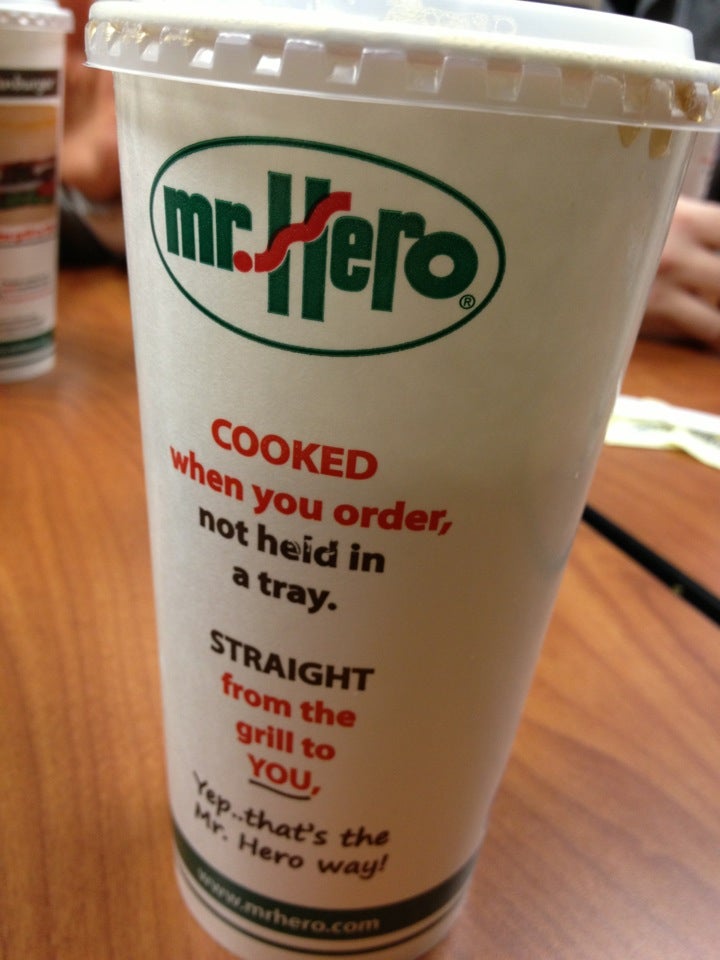 mr.Hero®
COOKED
when you order,
not held in
a tray.
STRAIGHT
from the
grill to
YOU,
Yep..that's the
Mr. Hero way!
www.mrhero.com